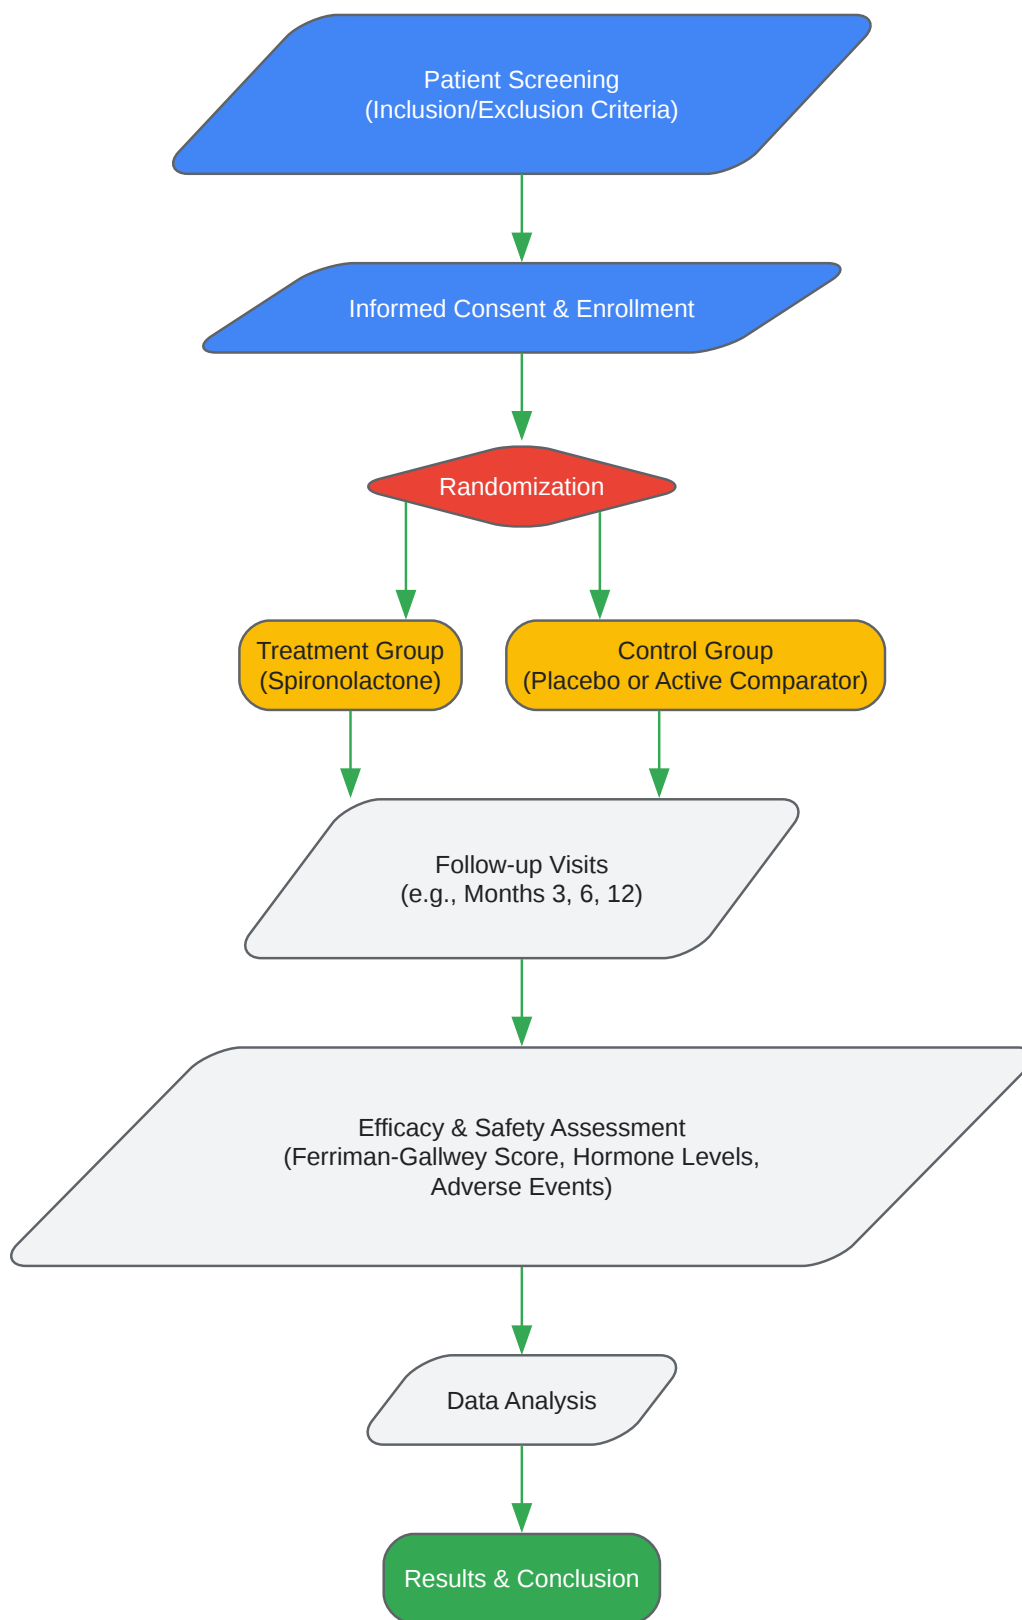 Patient Screening
(Inclusion/Exclusion Criteria)
Informed Consent & Enrollment
Randomization
Treatment Group
(Spironolactone)
Control Group
(Placebo or Active Comparator)
Follow-up Visits
(e.g., Months 3, 6, 12)
Efficacy & Safety Assessment
(Ferriman-Gallwey Score, Hormone Levels,
Adverse Events)
Data Analysis
Results & Conclusion